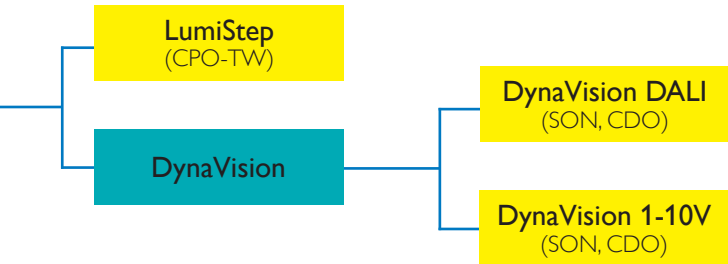 LumiStep
(CPO-TW)
DynaVision
DynaVision DALI
(SON, CDO)
DynaVision 1-10V
(SON, CDO)